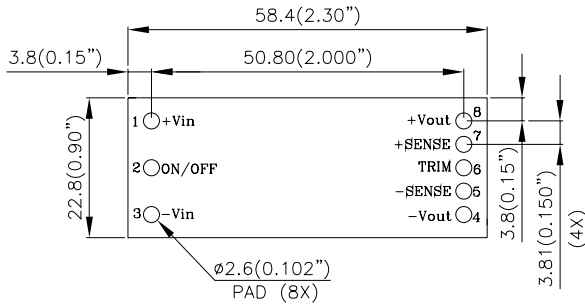 58.4(2.30”)
3.8(0.15”)
50.80(2.000”)
1 +Vin
+Vout 8
+SENSE 7
2 ON/OFF
TRIM 6
-SENSE 5
3 -Vin
-Vout 4
22.8(0.90”)
3.8(0.15”)
3.81(0.150”)
(4X)
ø2.6(0.102”)
PAD (8X)